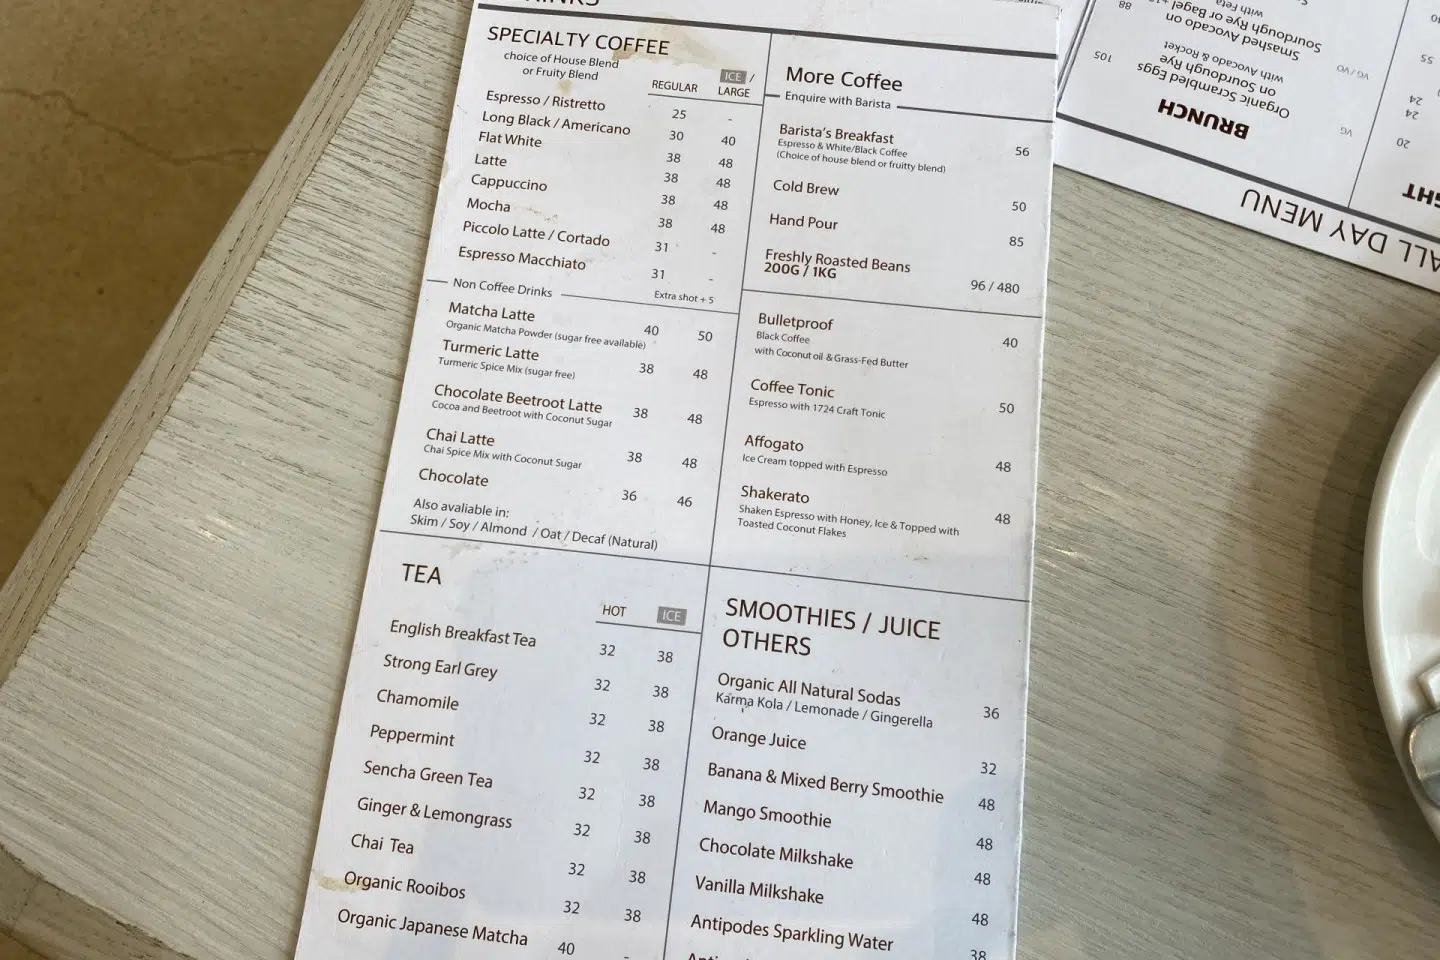 SPECIALTY COFFEE
choice of House Blend
or Fruity Blend
REGULAR ICE /
LARGE
Espresso / Ristretto 25 -
Long Black / Americano 30 40
Flat White 38 48
Latte 38 48
Cappuccino 38 48
Mocha 38 48
Piccolo Latte / Cortado 31 -
Espresso Macchiato 31 -
Non Coffee Drinks Extra shot + 5
Matcha Latte 40 50
Organic Matcha Powder (sugar free available)
Turmeric Latte 38 48
Turmeric Spice Mix (sugar free)
Chocolate Beetroot Latte 38 48
Cocoa and Beetroot with Coconut Sugar
Chai Latte 38 48
Chai Spice Mix with Coconut Sugar
Chocolate 36 46
Also avaliable in:
Skim / Soy / Almond / Oat / Decaf (Natural)
More Coffee
Enquire with Barista
Barista's Breakfast 56
Espresso & White/Black Coffee
(Choice of house blend or fruitty blend)
Cold Brew 50
Hand Pour 85
Freshly Roasted Beans
200G / 1KG 96 / 480
Bulletproof 40
Black Coffee
with Coconut oil & Grass-Fed Butter
Coffee Tonic 50
Espresso with 1724 Craft Tonic
Affogato 48
Ice Cream topped with Espresso
Shakerato 48
Shaken Espresso with Honey, Ice & Topped with
Toasted Coconut Flakes
TEA
HOT ICE
English Breakfast Tea 32 38
Strong Earl Grey 32 38
Chamomile 32 38
Peppermint 32 38
Sencha Green Tea 32 38
Ginger & Lemongrass 32 38
Chai Tea 32 38
Organic Rooibos 32 38
Organic Japanese Matcha 40 -
SMOOTHIES / JUICE
OTHERS
Organic All Natural Sodas 36
Karma Kola / Lemonade / Gingerella
Orange Juice 32
Banana & Mixed Berry Smoothie 48
Mango Smoothie 48
Chocolate Milkshake 48
Vanilla Milkshake 48
Antipodes Sparkling Water 38
ALL DAY MENU
BRUNCH
VG
Organic Scrambled Eggs 105
on Sourdough Rye
with Avocado & Rocket
VG / VO
Smashed Avocado on 88
Sourdough Rye or Bagel
with Feta
20
24
24
55